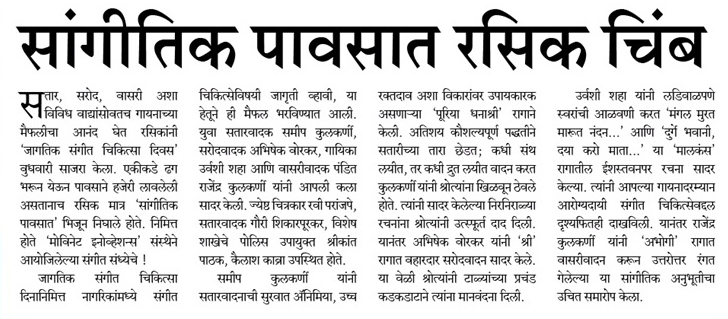 सांगीतिक पावसात रसिक चिंब
सतार, सरोद, वासरी अशा
विविध वाद्यांसोवतच गायनाच्या
मैफलीचा आनंद घेत रसिकांनी
'जागतिक संगीत चिकित्सा दिवस'
बुधवारी साजरा केला. एकीकडे ढग
भरून येऊन पावसाने हजेरी लावलेली
असतानाच रसिक मात्र 'सांगीतिक
पावसात' भिजून निघाले होते. निमित्त
होते 'मोविनेट इनोव्हेशन्स' संस्थेने
आयोजिलेल्या संगीत संध्येचे !
जागतिक संगीत चिकित्सा
दिनानिमित्त नागरिकांमध्ये संगीत
चिकित्सेविषयी जागृती व्हावी, या
हेतूने ही मैफल भरविण्यात आली.
युवा सतारवादक समीप कुलकर्णी,
सरोदवादक अभिषेक वोरकर, गायिका
उर्वशी शहा आणि वासरीवादक पंडित
राजेंद्र कुलकर्णी यांनी आपली कला
सादर केली. ज्येष्ठ चित्रकार रवी परांजपे,
सतारवादक गौरी शिकारपूरकर, विशेष
शाखेचे पोलिस उपायुक्त श्रीकांत
पाठक, कैलाश काब्रा उपस्थित होते.
समीप कुलकर्णी यांनी
सतारवादनाची सुरवात अ‍ॅनिमिया, उच्च
रक्तदाव अशा विकारांवर उपायकारक
असणाऱ्या 'पूरिया धनाश्री' रागाने
केली. अतिशय कौशल्यपूर्ण पद्धतीने
सतारीच्या तारा छेडत; कधी संथ
लयीत, तर कधी द्रुत लयीत वादन करत
कुलकर्णी यांनी श्रोत्यांना खिळवून ठेवले
होते. त्यांनी सादर केलेल्या निरनिराळ्या
रचनांना श्रोत्यांनी उत्स्फूर्त दाद दिली.
यानंतर अभिषेक वोरकर यांनी 'श्री'
रागात वहारदार सरोदवादन सादर केले.
या वेळी श्रोत्यांनी टाळ्यांच्या प्रचंड
कडकडाटाने त्यांना मानवंदना दिली.
उर्वशी शहा यांनी लडिवाळपणे
स्वरांची आळवणी करत 'मंगल मुरत
मारूत नंदन...' आणि 'दुर्गे भवानी,
दया करो माता...' या 'मालकंस'
रागातील ईशस्तवनपर रचना सादर
केल्या. त्यांनी आपल्या गायनादरम्यान
आरोग्यदायी संगीत चिकित्सेवद्दल
दृश्यफितही दाखविली. यानंतर राजेंद्र
कुलकर्णी यांनी 'अभोगी' रागात
वासरीवादन करून उत्तरोत्तर रंगत
गेलेल्या या सांगीतिक अनुभूतीचा
उचित समारोप केला.